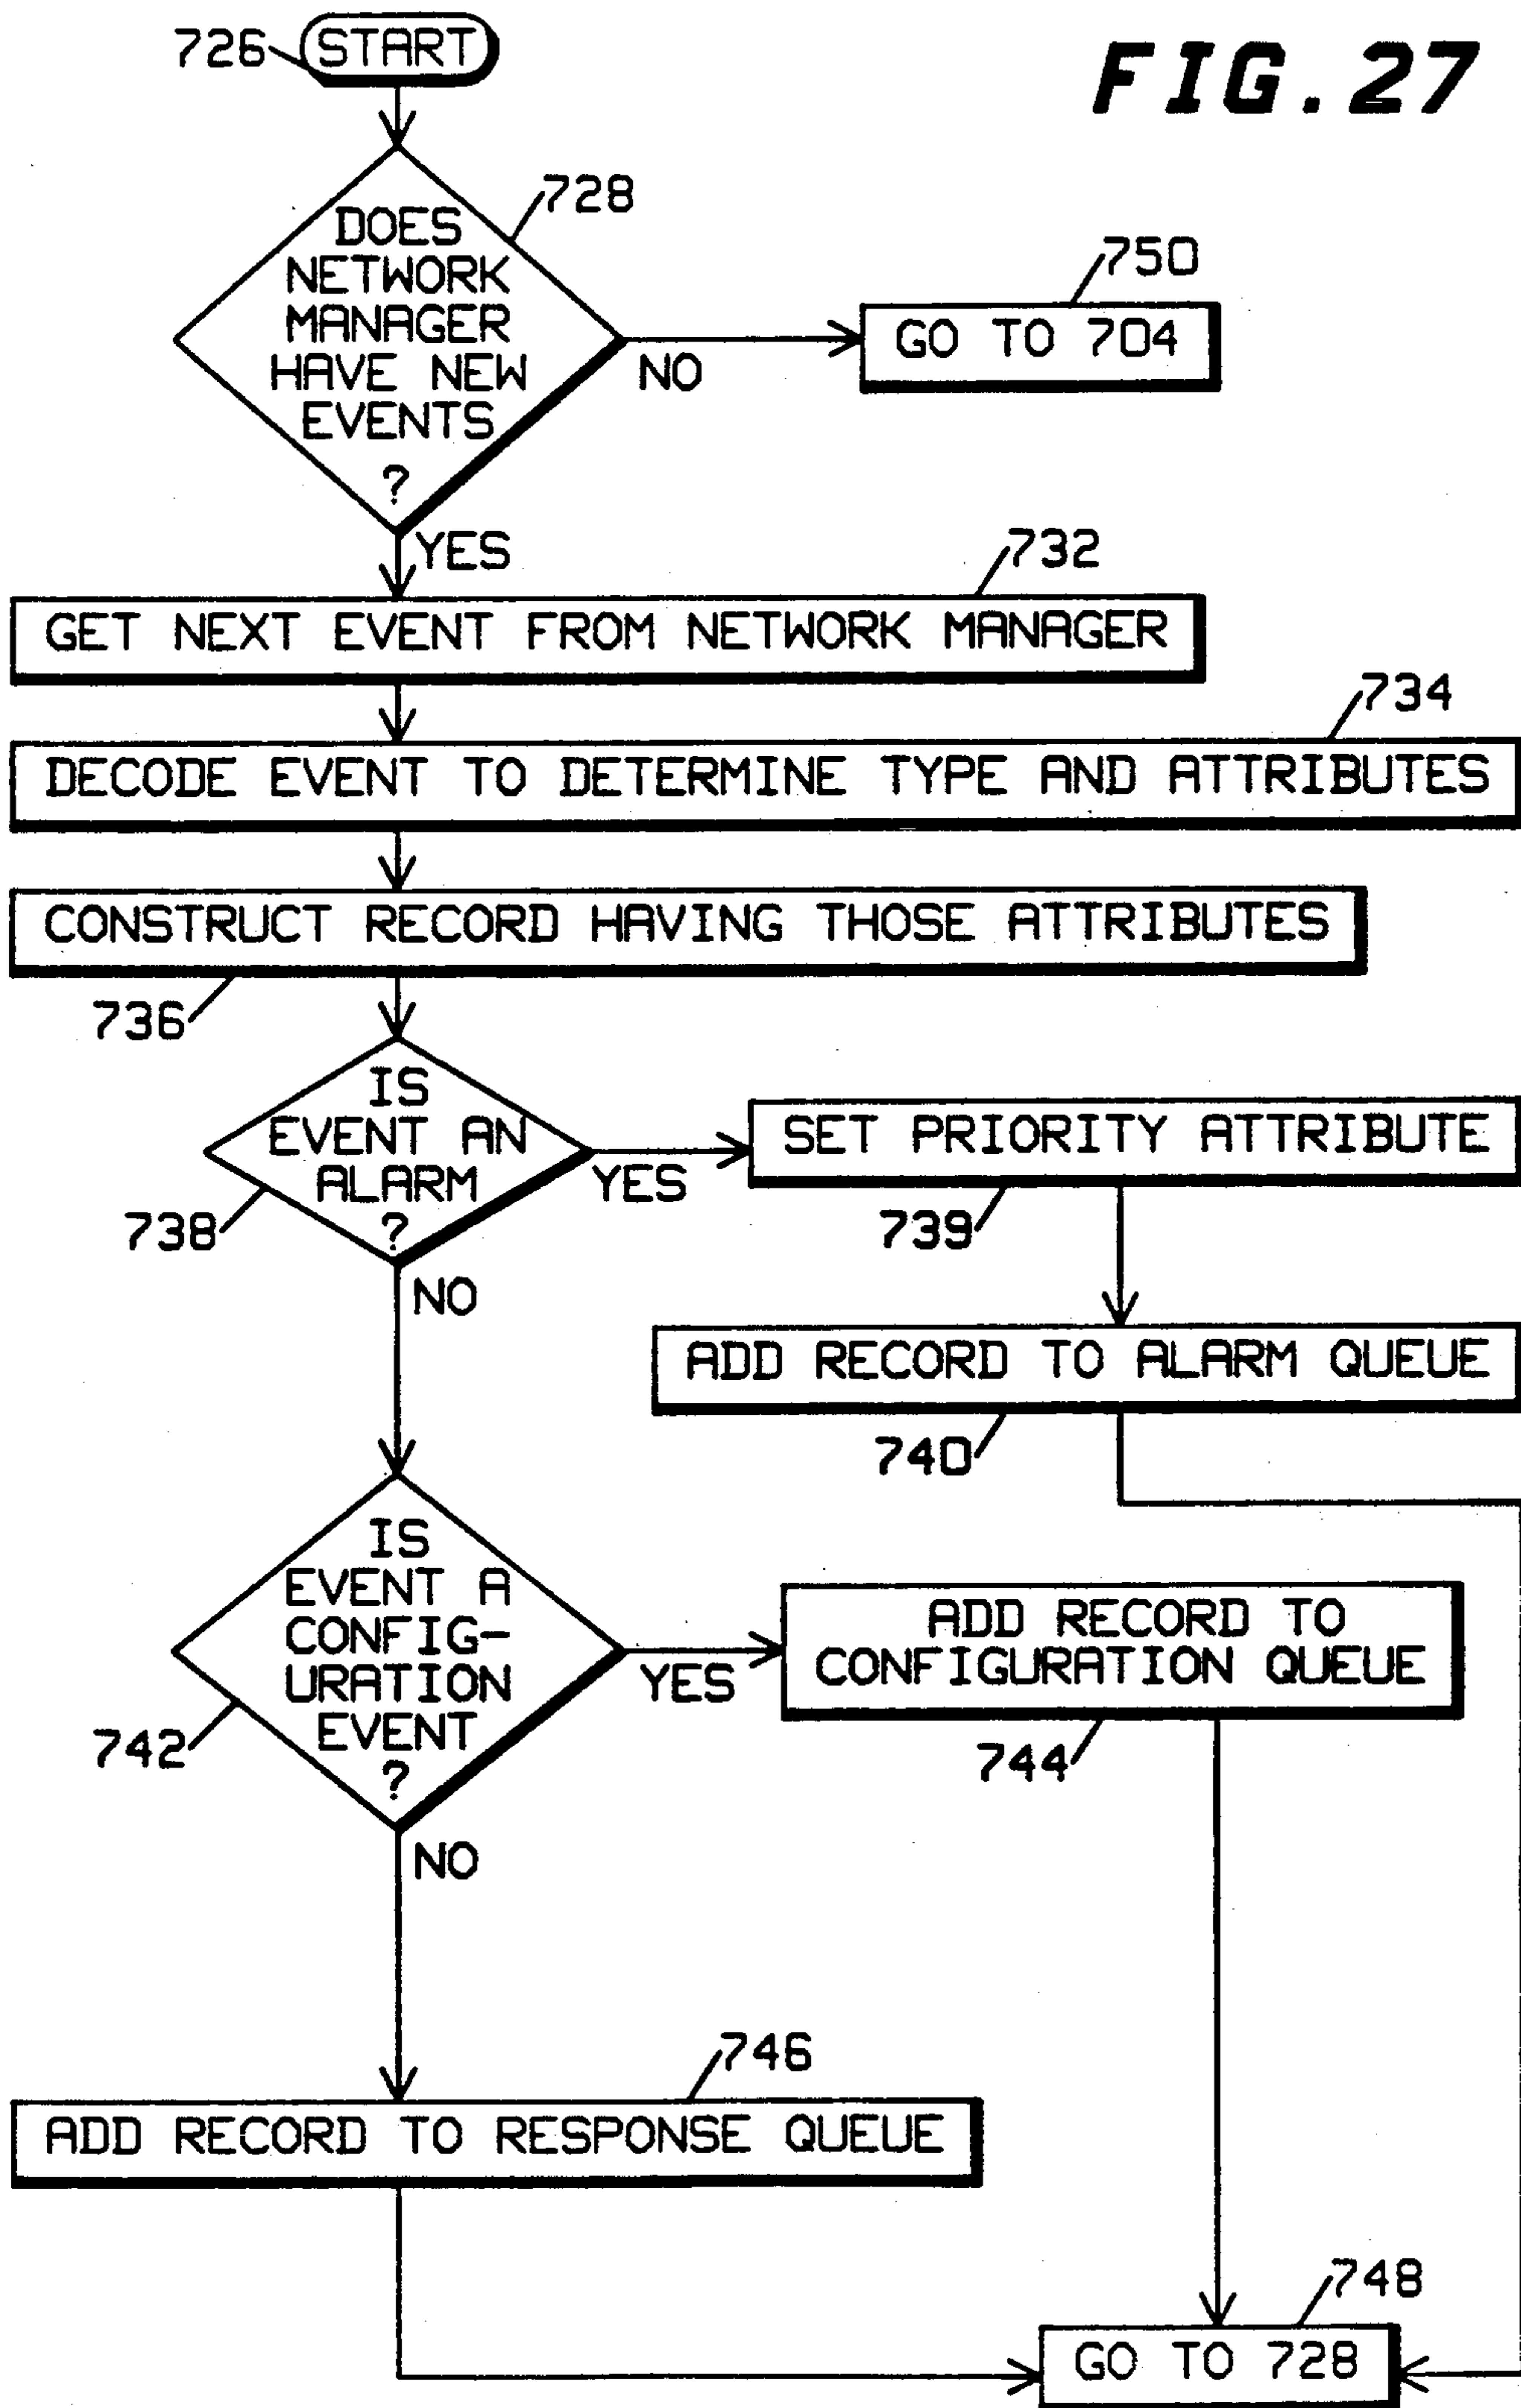 726
START
FIG.27
728
DOES
NETWORK
MANAGER
HAVE NEW
EVENTS
?
NO
750
GO TO 704
YES
732
GET NEXT EVENT FROM NETWORK MANAGER
734
DECODE EVENT TO DETERMINE TYPE AND ATTRIBUTES
CONSTRUCT RECORD HAVING THOSE ATTRIBUTES
736
IS
EVENT AN
ALARM
?
738
YES
SET PRIORITY ATTRIBUTE
739
NO
ADD RECORD TO ALARM QUEUE
740
IS
EVENT A
CONFIG-
URATION
EVENT
?
742
YES
ADD RECORD TO
CONFIGURATION QUEUE
744
NO
746
ADD RECORD TO RESPONSE QUEUE
748
GO TO 728